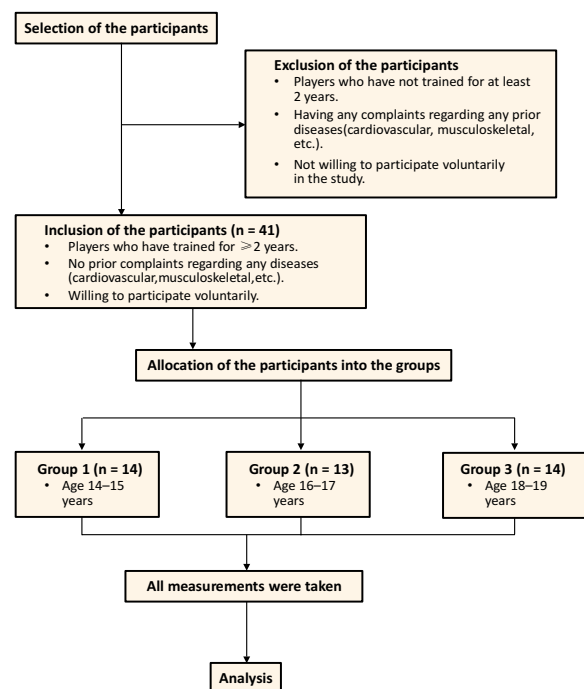 Selection of the participants
Exclusion of the participants
• Players who have not trained for at least
2 years.
• Having any complaints regarding any prior
diseases(cardiovascular, musculoskeletal,
etc.).
• Not willing to participate voluntarily
in the study.
Inclusion of the participants (n = 41)
• Players who have trained for ⩾2 years.
• No prior complaints regarding any diseases
(cardiovascular,musculoskeletal,etc.).
• Willing to participate voluntarily.
Allocation of the participants into the groups
Group 1 (n = 14)
• Age 14–15
years
Group 2 (n = 13)
• Age 16–17
years
Group 3 (n = 14)
• Age 18–19
years
All measurements were taken
Analysis